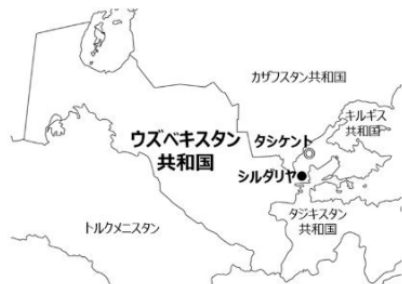 カザフスタン共和国
キルギス
共和国
ウズベキスタン
共和国
タシケント
シルダリヤ
タジキスタン
共和国
トルクメニスタン